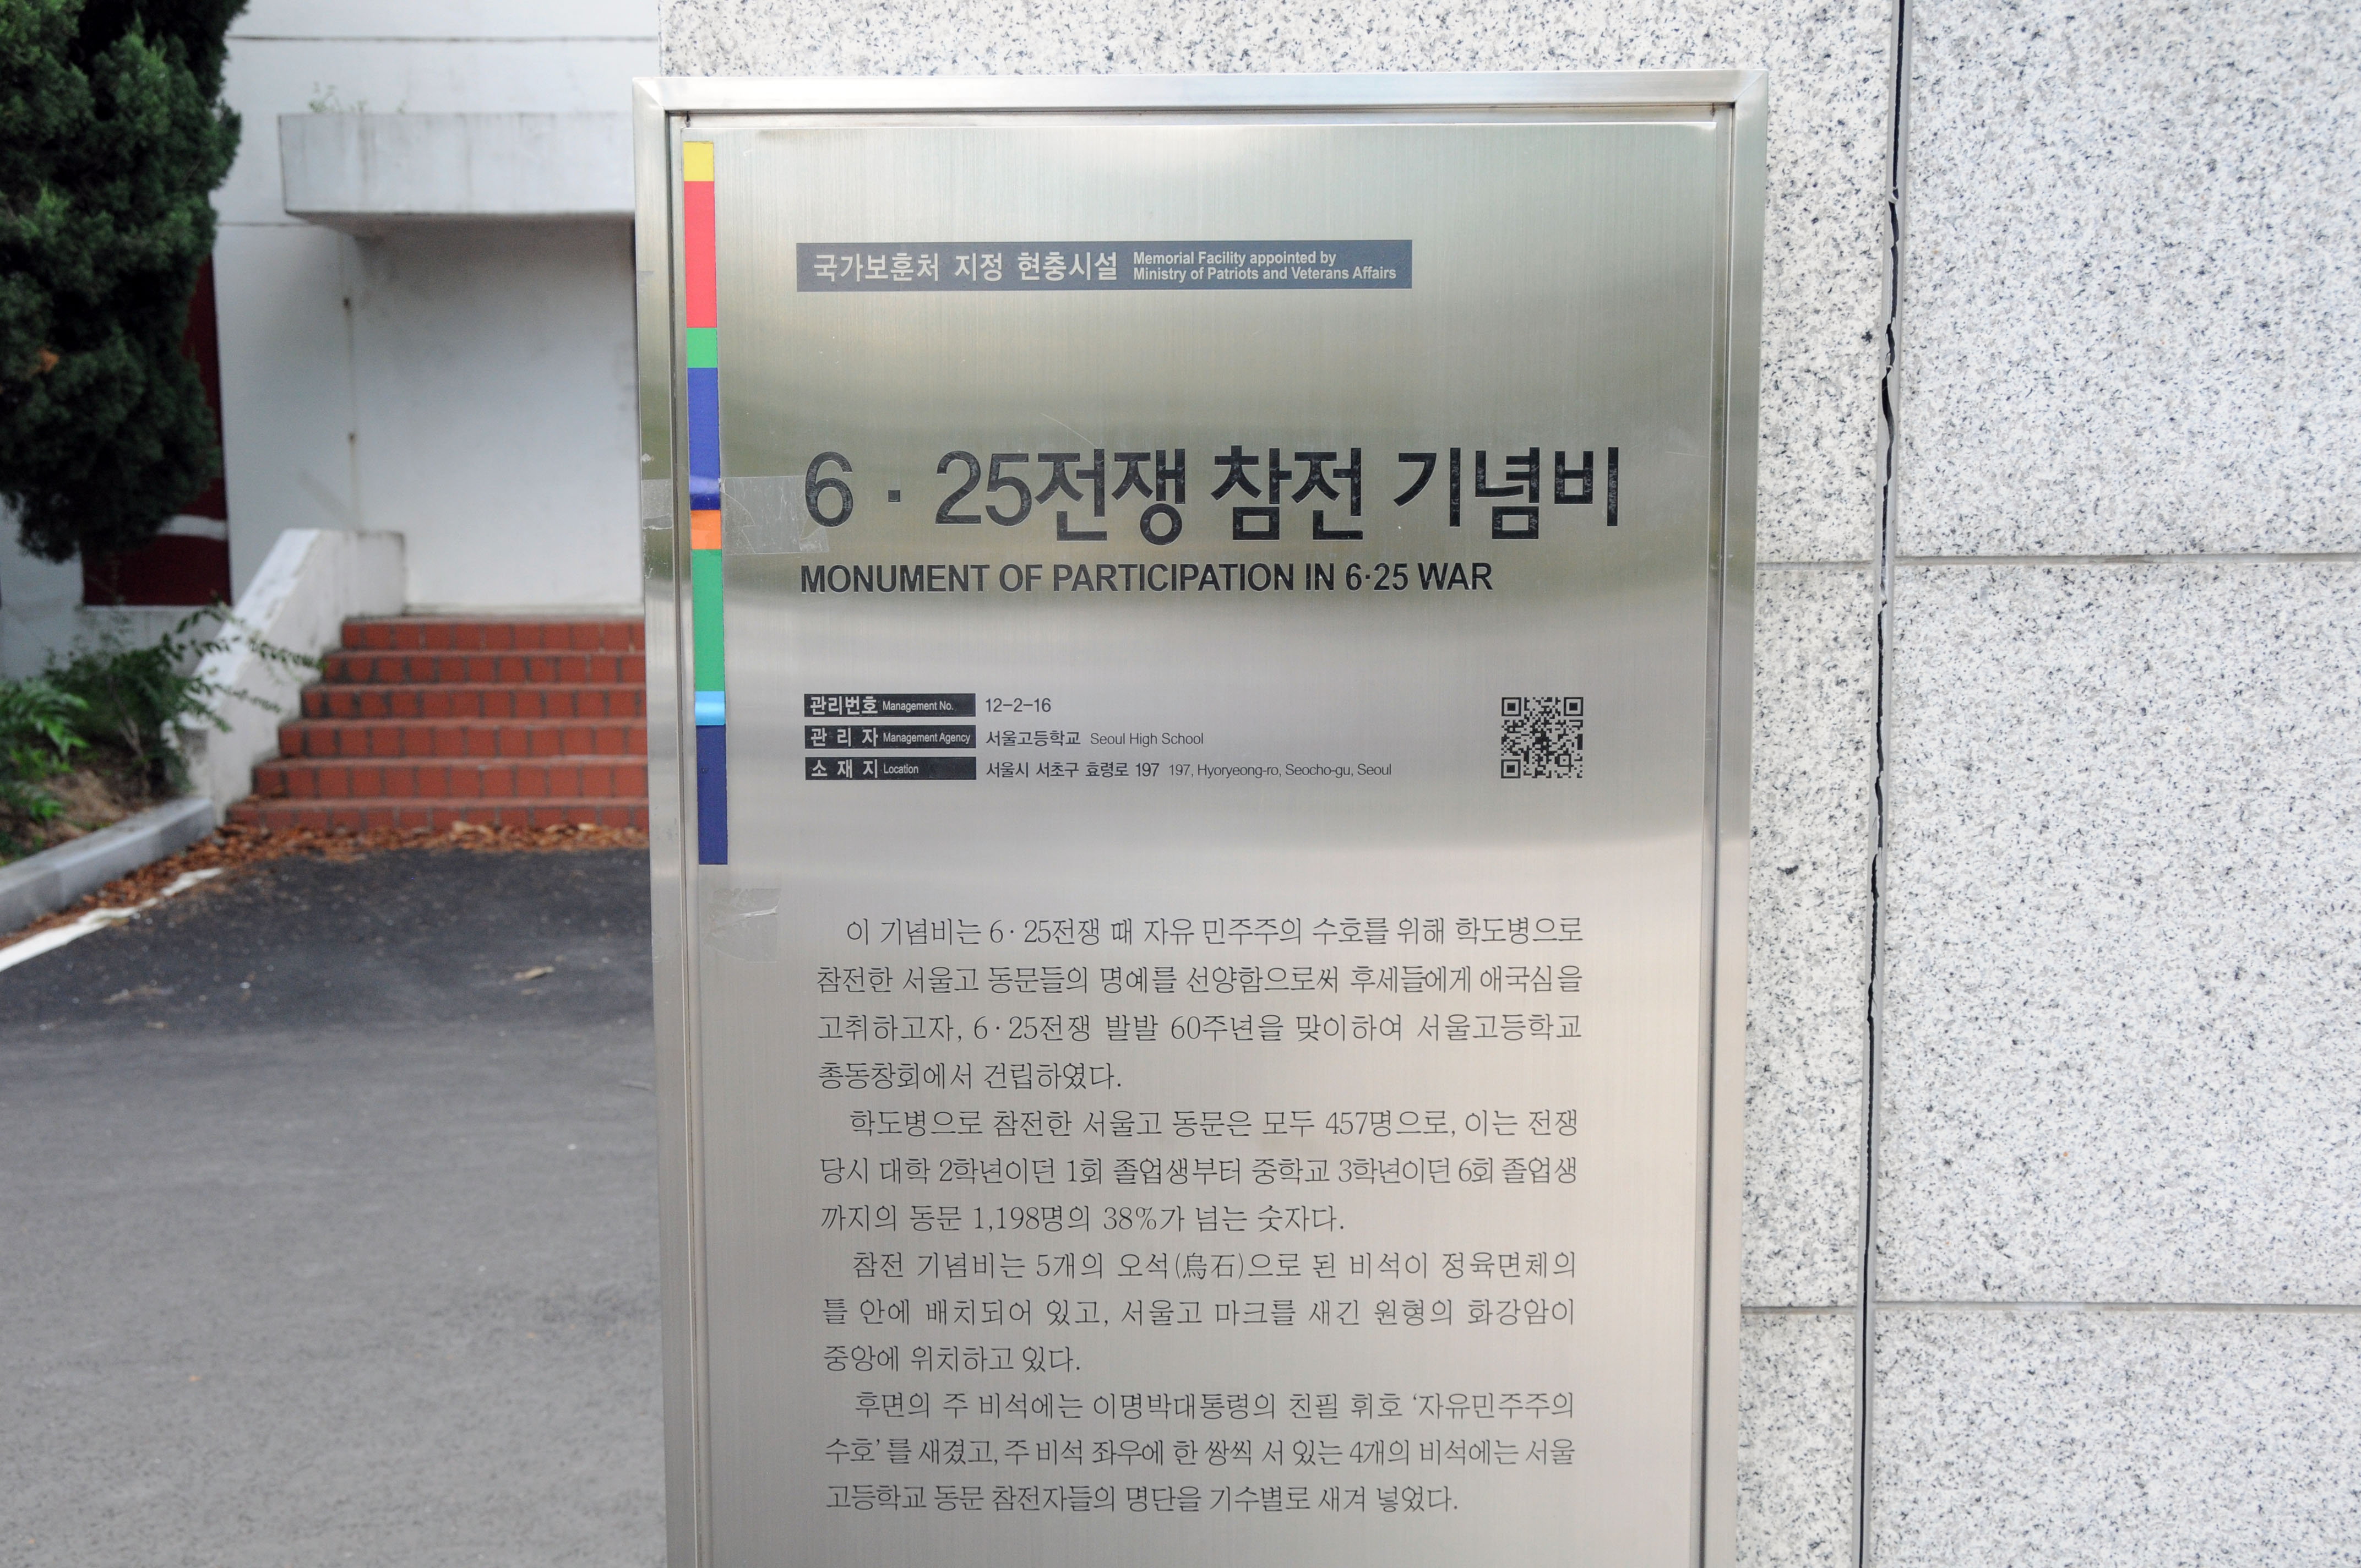 국가보훈처 지정 현충시설 Memorial Facility appointed by
Ministry of Patriots and Veterans Affairs
6 · 25전쟁 참전 기념비
MONUMENT OF PARTICIPATION IN 6·25 WAR
관리번호 Management No. 12-2-16
관 리 자 Management Agency 서울고등학교 Seoul High School
소 재 지 Location 서울시 서초구 효령로 197 197, Hyoryeong-ro, Seocho-gu, Seoul
이 기념비는 6 · 25전쟁 때 자유 민주주의 수호를 위해 학도병으로
참전한 서울고 동문들의 명예를 선양함으로써 후세들에게 애국심을
고취하고자, 6 · 25전쟁 발발 60주년을 맞이하여 서울고등학교
총동창회에서 건립하였다.
학도병으로 참전한 서울고 동문은 모두 457명으로, 이는 전쟁
당시 대학 2학년이던 1회 졸업생부터 중학교 3학년이던 6회 졸업생
까지의 동문 1,198명의 38%가 넘는 숫자다.
참전 기념비는 5개의 오석(烏石)으로 된 비석이 정육면체의
틀 안에 배치되어 있고, 서울고 마크를 새긴 원형의 화강암이
중앙에 위치하고 있다.
후면의 주 비석에는 이명박대통령의 친필 휘호 ‘자유민주주의
수호’를 새겼고, 주 비석 좌우에 한 쌍씩 서 있는 4개의 비석에는 서울
고등학교 동문 참전자들의 명단을 기수별로 새겨 넣었다.